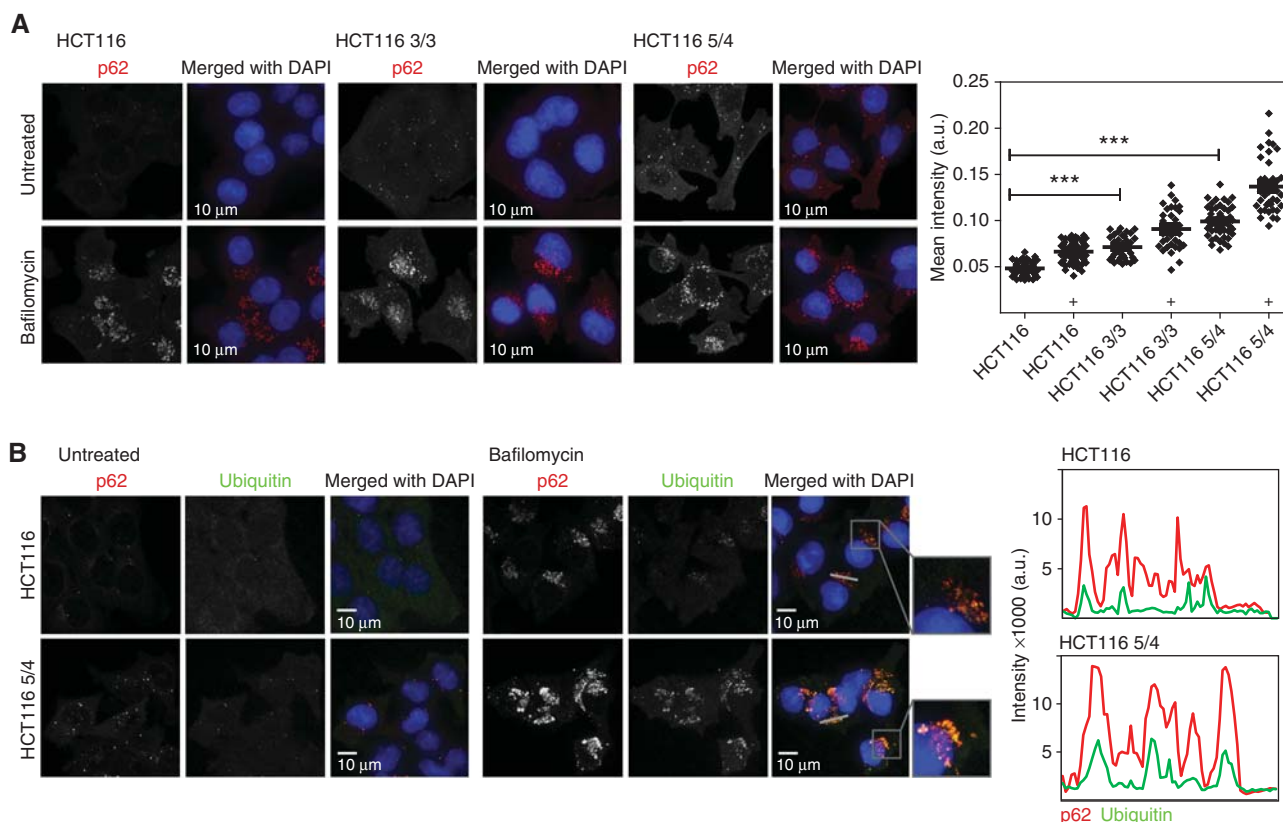 A
HCT116
HCT116 3/3
HCT116 5/4
p62
Merged with DAPI
p62
Merged with DAPI
p62
Merged with DAPI
Untreated
10 µm
10 µm
10 µm
Bafilomycin
10 µm
10 µm
10 µm
Mean intensity (a.u.)
0.25
0.20
0.15
0.10
0.05
***
***
+
+
+
HCT116
HCT116
HCT116 3/3
HCT116 3/3
HCT116 5/4
HCT116 5/4
B
Untreated
Bafilomycin
p62
Ubiquitin
Merged with DAPI
p62
Ubiquitin
Merged with DAPI
HCT116
10 µm
10 µm
HCT116 5/4
10 µm
10 µm
HCT116
Intensity ×1000 (a.u.)
10
5
HCT116 5/4
10
5
p62 Ubiquitin